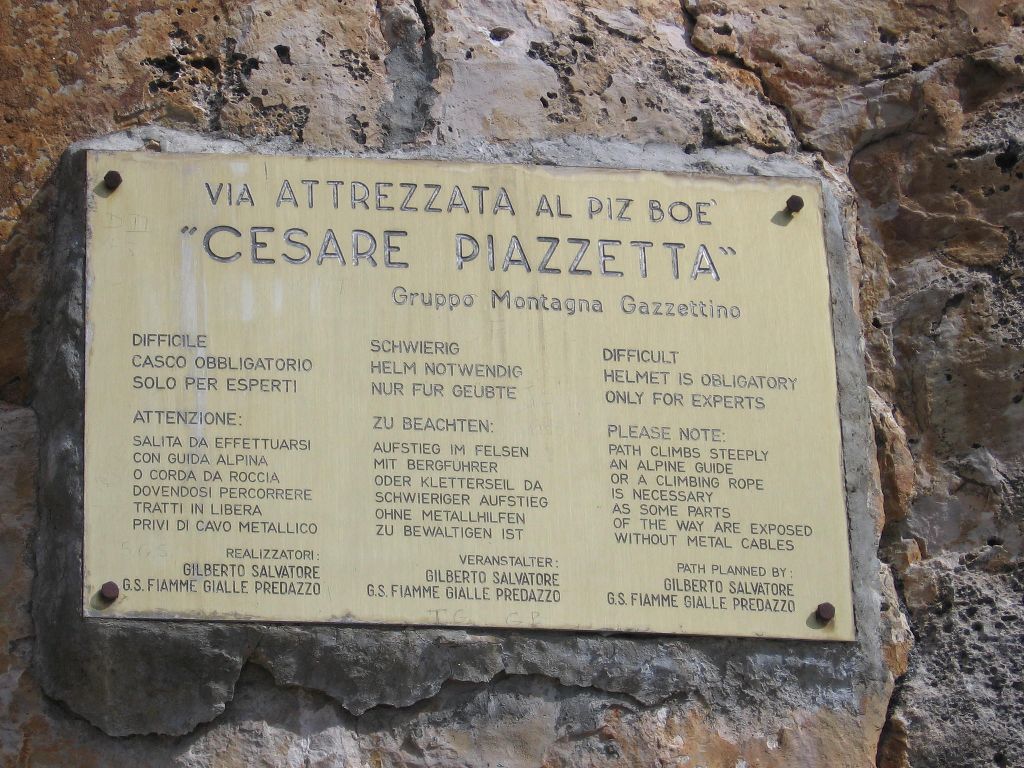 VIA ATTREZZATA AL PIZ BOE'
"CESARE PIAZZETTA"
Gruppo Montagna Gazzettino
DIFFICILE
CASCO OBBLIGATORIO
SOLO PER ESPERTI
ATTENZIONE:
SALITA DA EFFETTUARSI
CON GUIDA ALPINA
O CORDA DA ROCCIA
DOVENDOSI PERCORRERE
TRATTI IN LIBERA
PRIVI DI CAVO METALLICO
REALIZZATORI:
GILBERTO SALVATORE
G.S. FIAMME GIALLE PREDAZZO
SCHWIERIG
HELM NOTWENDIG
NUR FUR GEUBTE
ZU BEACHTEN:
AUFSTIEG IM FELSEN
MIT BERGFUHRER
ODER KLETTERSEIL DA
SCHWIERIGER AUFSTIEG
OHNE METALLHILFEN
ZU BEWALTIGEN IST
VERANSTALTER:
GILBERTO SALVATORE
G.S. FIAMME GIALLE PREDAZZO
DIFFICULT
HELMET IS OBLIGATORY
ONLY FOR EXPERTS
PLEASE NOTE:
PATH CLIMBS STEEPLY
AN ALPINE GUIDE
OR A CLIMBING ROPE
IS NECESSARY
AS SOME PARTS
OF THE WAY ARE EXPOSED
WITHOUT METAL CABLES
PATH PLANNED BY:
GILBERTO SALVATORE
G.S. FIAMME GIALLE PREDAZZO